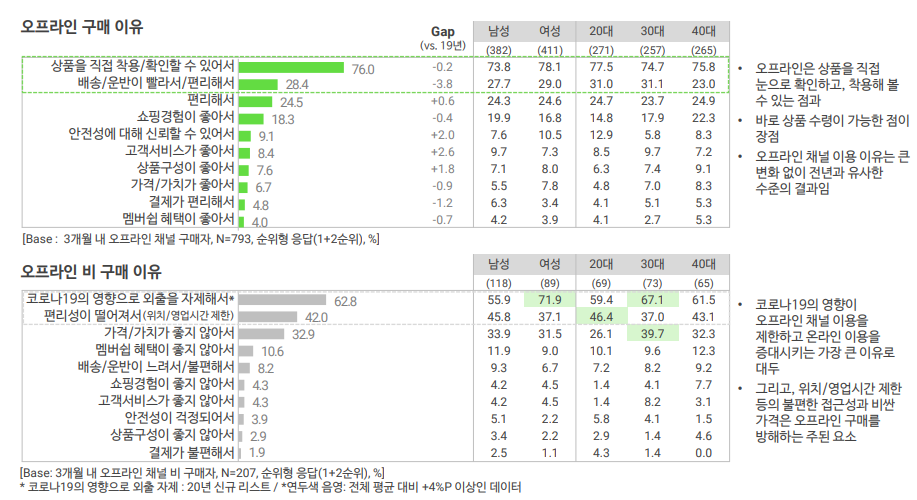 오프라인 구매 이유
Gap
(vs. 19년)
남성 여성 20대 30대 40대
(382) (411) (271) (257) (265)
상품을 직접 착용/확인할 수 있어서 76.0 -0.2 73.8 78.1 77.5 74.7 75.8
배송/운반이 빨라서/편리해서 28.4 -3.8 27.7 29.0 31.0 31.1 23.0
편리해서 24.5 +0.6 24.3 24.6 24.7 23.7 24.9
쇼핑경험이 좋아서 18.3 -0.4 19.9 16.8 14.8 17.9 22.3
안전성에 대해 신뢰할 수 있어서 9.1 +2.0 7.6 10.5 12.9 5.8 8.3
고객서비스가 좋아서 8.4 +2.6 9.7 7.3 8.5 9.7 7.2
상품구성이 좋아서 7.6 +1.8 7.1 8.0 6.3 7.4 9.1
가격/가치가 좋아서 6.7 -0.9 5.5 7.8 4.8 7.0 8.3
결제가 편리해서 4.8 -1.2 6.3 3.4 4.1 5.1 5.3
멤버쉽 혜택이 좋아서 4.0 -0.7 4.2 3.9 4.1 2.7 5.3
[Base : 3개월 내 오프라인 채널 구매자, N=793, 순위형 응답(1+2순위), %]
• 오프라인은 상품을 직접
눈으로 확인하고, 착용해 볼
수 있는 점과
• 바로 상품 수령이 가능한 점이
장점
• 오프라인 채널 이용 이유는 큰
변화 없이 전년과 유사한
수준의 결과임
오프라인 비 구매 이유
남성 여성 20대 30대 40대
(118) (89) (69) (73) (65)
코로나19의 영향으로 외출을 자제해서* 62.8 55.9 71.9 59.4 67.1 61.5
편리성이 떨어져서(위치/영업시간 제한) 42.0 45.8 37.1 46.4 37.0 43.1
가격/가치가 좋지 않아서 32.9 33.9 31.5 26.1 39.7 32.3
멤버쉽 혜택이 좋지 않아서 10.6 11.9 9.0 10.1 9.6 12.3
배송/운반이 느려서/불편해서 8.2 9.3 6.7 7.2 8.2 9.2
쇼핑경험이 좋지 않아서 4.3 4.2 4.5 1.4 4.1 7.7
고객서비스가 좋지 않아서 4.3 4.2 4.5 1.4 8.2 3.1
안전성이 걱정되어서 3.9 5.1 2.2 5.8 4.1 1.5
상품구성이 좋지 않아서 2.9 3.4 2.2 2.9 1.4 4.6
결제가 불편해서 1.9 2.5 1.1 4.3 1.4 0.0
[Base: 3개월 내 오프라인 채널 비 구매자, N=207, 순위형 응답(1+2순위), %]
* 코로나19의 영향으로 외출 자제 : 20년 신규 리스트 / *연두색 음영: 전체 평균 대비 +4%P 이상인 데이터
• 코로나19의 영향이
오프라인 채널 이용을
제한하고 온라인 이용을
증대시키는 가장 큰 이유로
대두
• 그리고, 위치/영업시간 제한
등의 불편한 접근성과 비싼
가격은 오프라인 구매를
방해하는 주된 요소